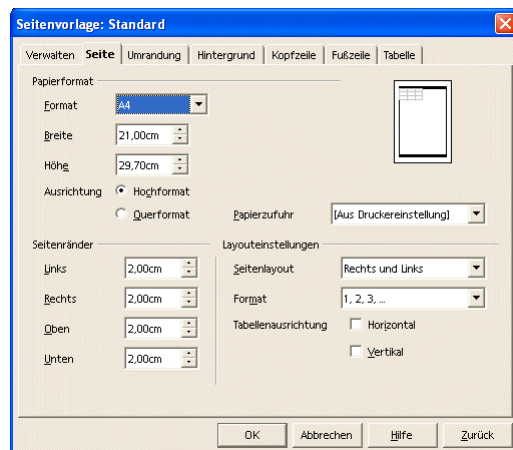 Seitenvorlage: Standard
Verwalten Seite Umrandung Hintergrund Kopfzeile Fußzeile Tabelle
Papierformat
Format A4
Breite 21,00cm
Höhe 29,70cm
Ausrichtung Hochformat
Querformat Papierzufuhr [Aus Druckereinstellung]
Seitenränder Layouteinstellungen
Links 2,00cm Seitenlayout Rechts und Links
Rechts 2,00cm Format 1, 2, 3, ...
Oben 2,00cm Tabellenausrichtung Horizontal
Unten 2,00cm Vertikal
OK Abbrechen Hilfe Zurück